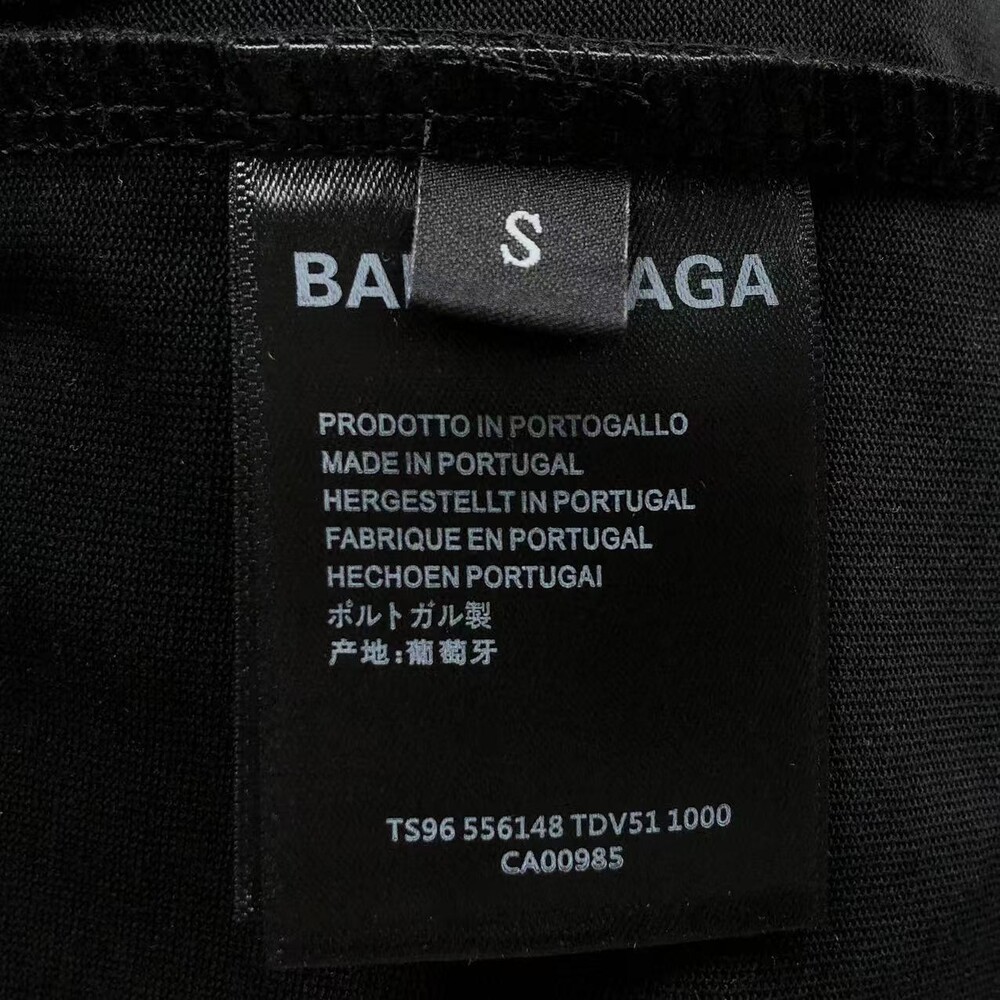 S
BA AGA
PRODOTTO IN PORTOGALLO
MADE IN PORTUGAL
HERGESTELLT IN PORTUGAL
FABRIQUE EN PORTUGAL
HECHOEN PORTUGAI
ポルトガル製
产地:葡萄牙
TS96 556148 TDV51 1000
CA00985